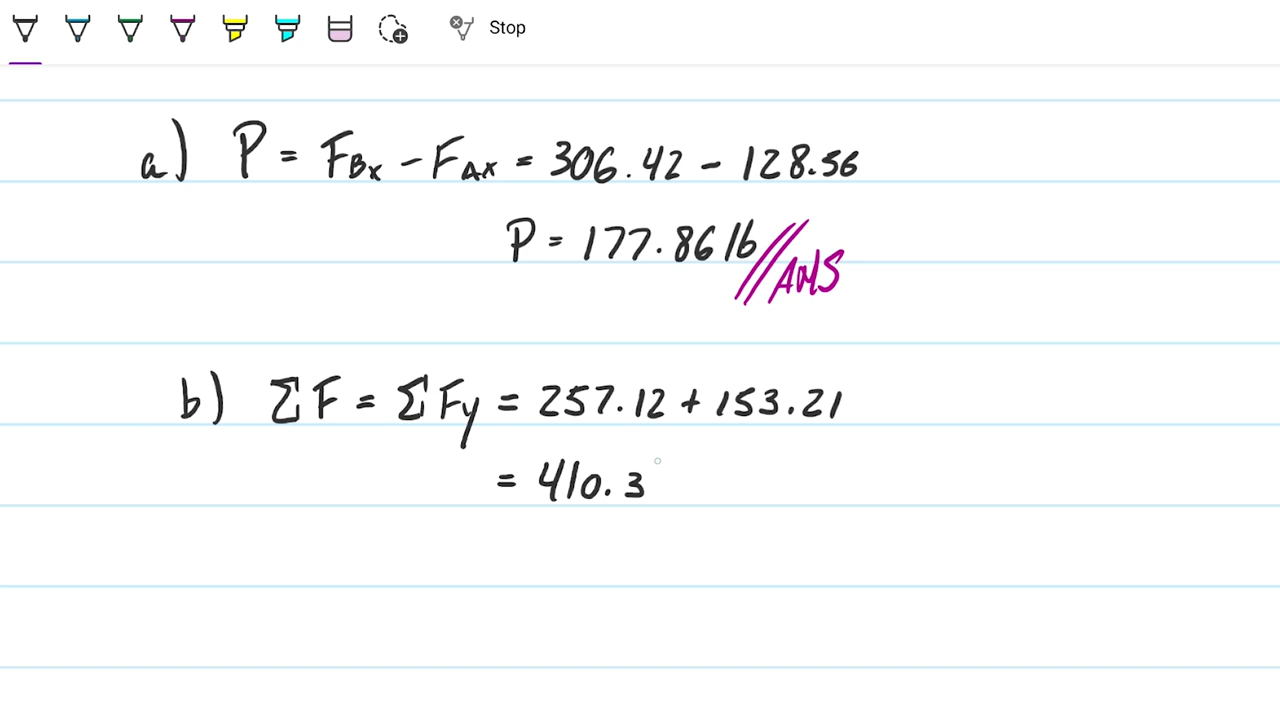 Stop
a) P = FBx - FAx = 306.42 - 128.56
P = 177.86 lb // ANS
b) ΣF = ΣFy = 257.12 + 153.21
= 410.3